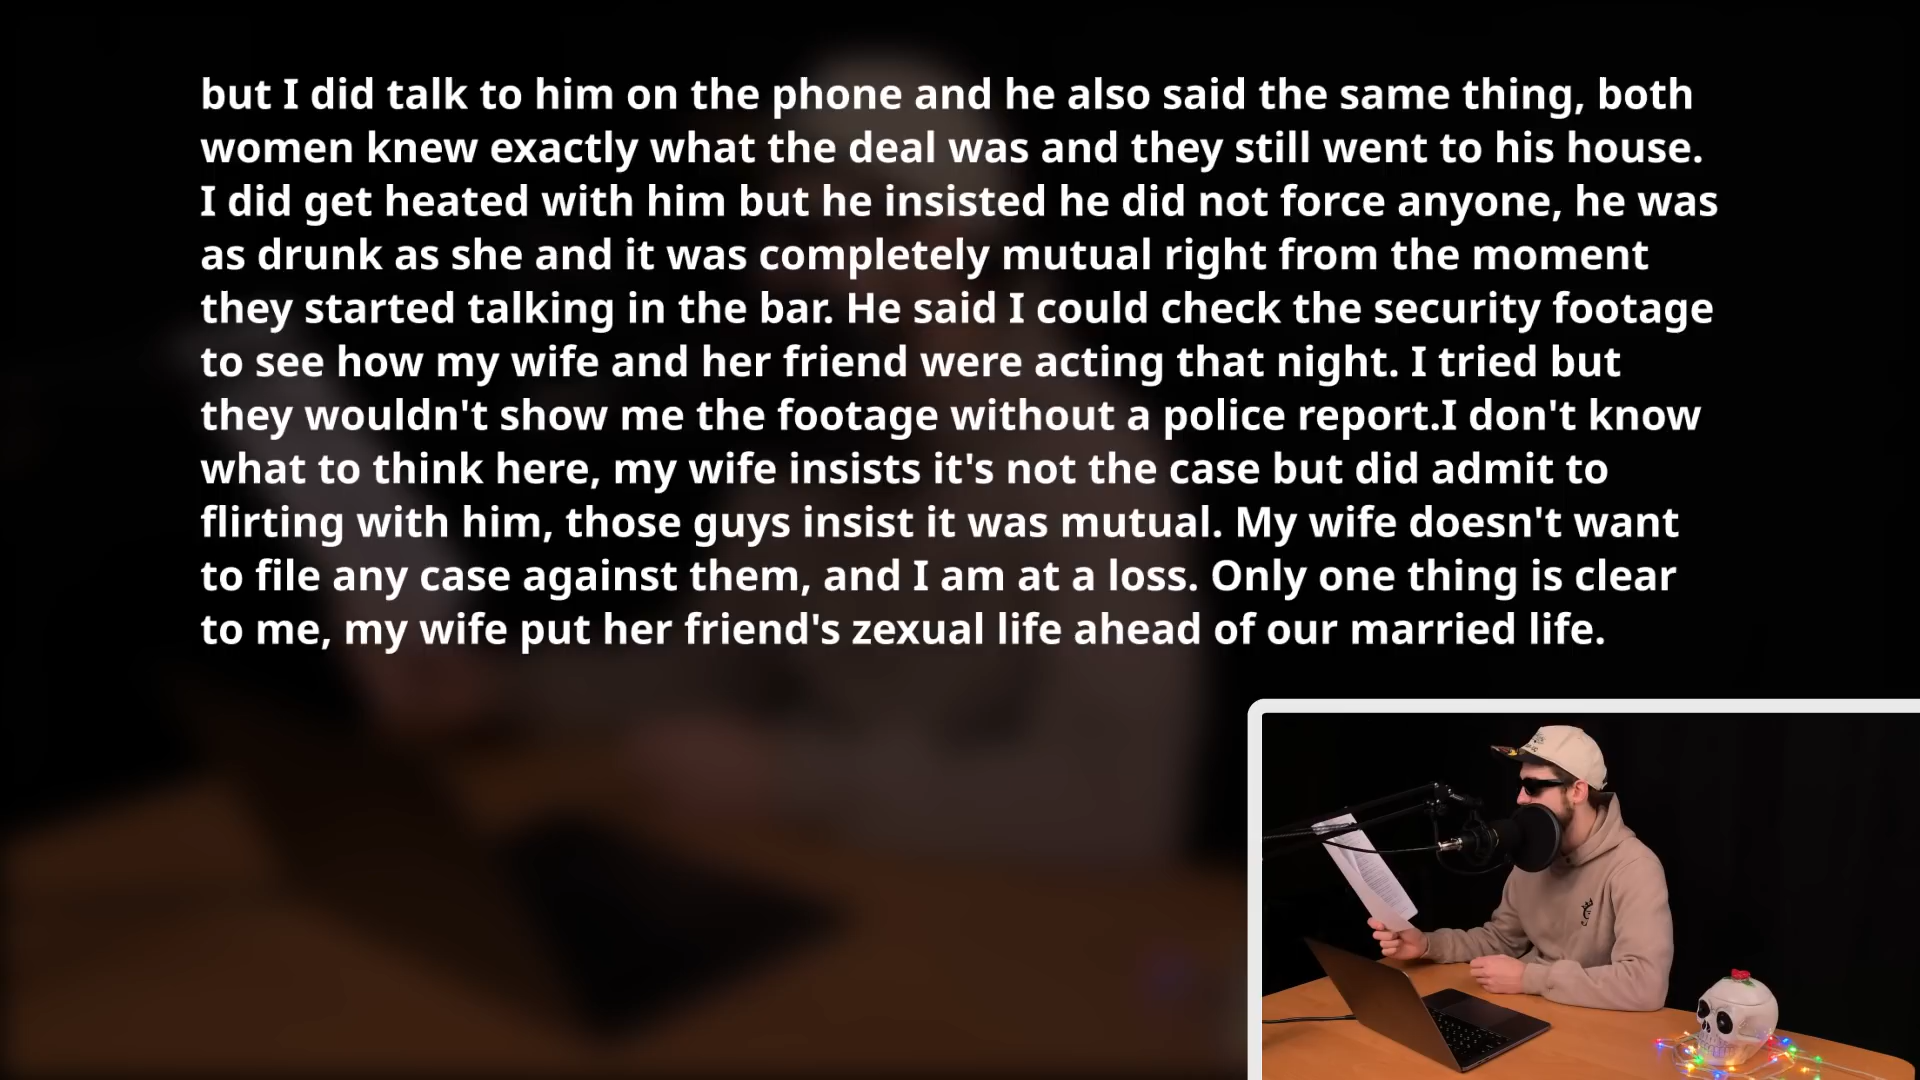 but I did talk to him on the phone and he also said the same thing, both
women knew exactly what the deal was and they still went to his house.
I did get heated with him but he insisted he did not force anyone, he was
as drunk as she and it was completely mutual right from the moment
they started talking in the bar. He said I could check the security footage
to see how my wife and her friend were acting that night. I tried but
they wouldn't show me the footage without a police report.I don't know
what to think here, my wife insists it's not the case but did admit to
flirting with him, those guys insist it was mutual. My wife doesn't want
to file any case against them, and I am at a loss. Only one thing is clear
to me, my wife put her friend's zexual life ahead of our married life.